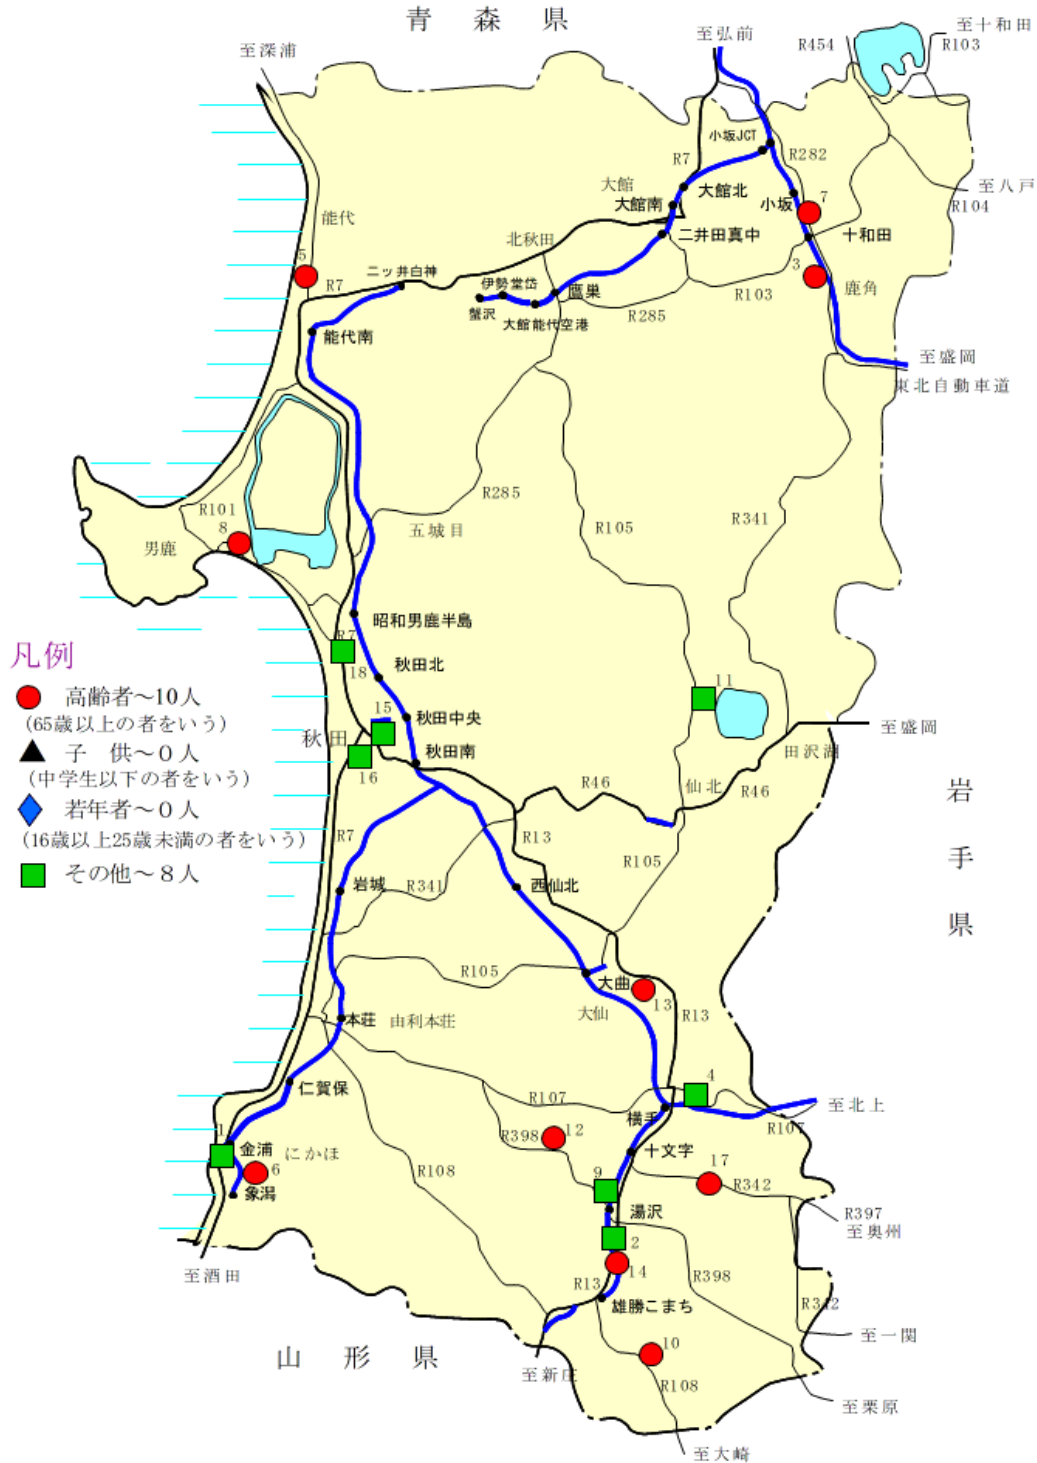 青　森　県
至深浦
至弘前
至十和田
R454
R103
小坂JCT
R7
R282
大館
大館北
至八戸
R104
大館南
小坂
7
能代
北秋田
二井田真中
十和田
5
R7
二ッ井白神
伊勢堂岱
鷹巣
3
鹿角
R103
蟹沢
大館能代空港
R285
能代南
至盛岡
東北自動車道
R285
R101
8
五城目
R105
R341
男鹿
昭和男鹿半島
R7
18
秋田北
11
凡例
高齢者～10人
(65歳以上の者をいう)
子　供～０人
(中学生以下の者をいう)
若年者～０人
(16歳以上25歳未満の者をいう)
その他～８人
15
秋田中央
秋田
秋田南
16
至盛岡
田沢湖
仙北
R46
R46
岩手県
R7
R13
R105
岩城
R341
西仙北
R105
大曲
13
大仙
R13
本荘
由利本荘
仁賀保
R107
4
至北上
横手
R107
1
金浦
にかほ
R398
12
十文字
6
象潟
R108
9
17
R342
湯沢
R397
至奥州
2
至酒田
14
R13
R398
雄勝こまち
R342
至一関
山　形　県
10
至新庄
R108
至栗原
至大崎